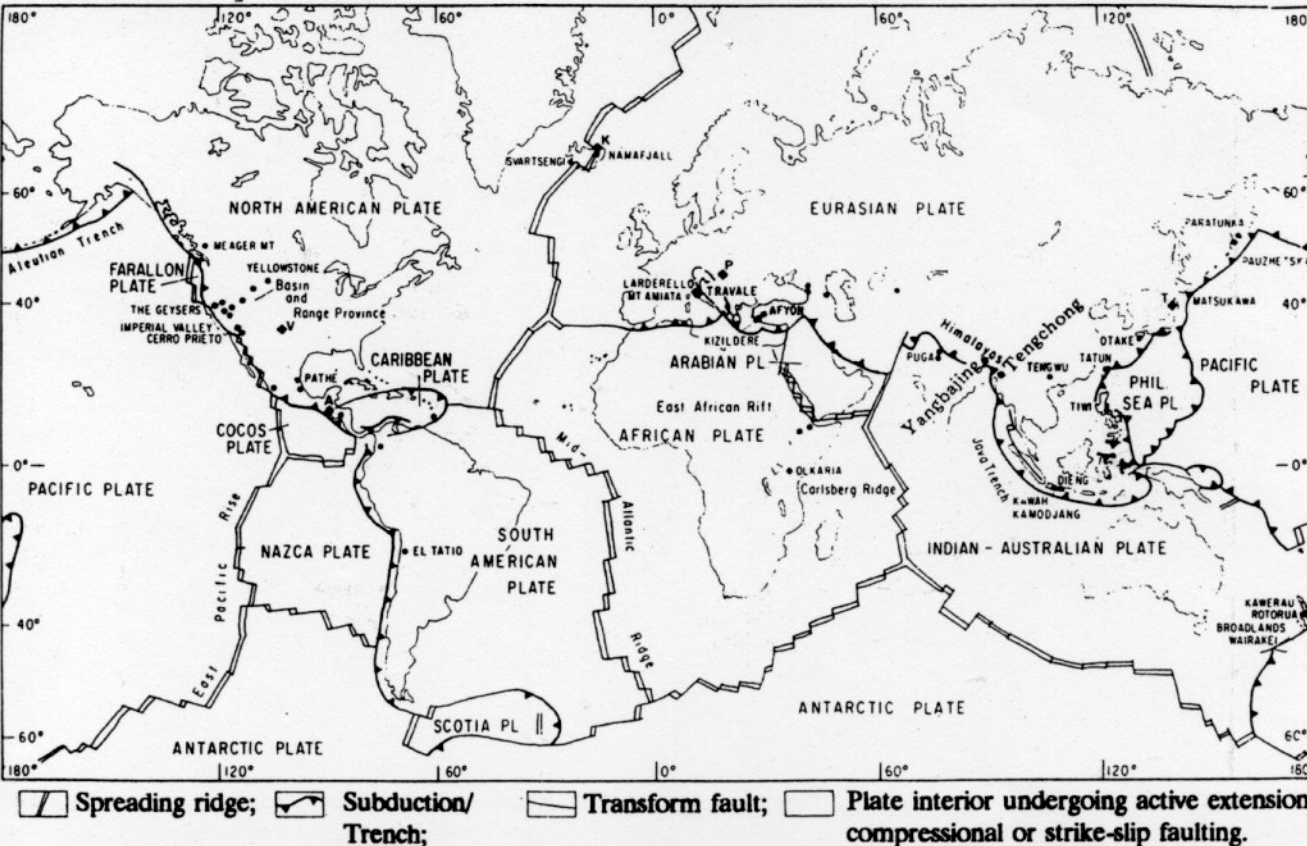 180° 120° 160° 0° 160° 120° 180
K
SVARTSENGI NAMAFJALL
60° 60°
NORTH AMERICAN PLATE
EURASIAN PLATE
Aleutian Trench
MEAGER MT
PARATUNKA
FARALLON
PLATE
YELLOWSTONE
Basin
and
Range Province
P
LARDERELLO
MT AMIATA
TRAVALE
40° 40°
THE GEYSERS
IMPERIAL VALLEY
CERRO PRIETO
V
AFYON
KIZILDERE
T
MATSUKAWA
OTAKE
Himalayas
Tengchong
PUGA
Yangbajing
TENGWU
TATUN
ARABIAN PL
CARIBBEAN
PLATE
PATHE
A
PACIFIC
PLATE
PHIL
SEA PL
TIWI
East African Rift
AFRICAN PLATE
COCOS
PLATE
Mid-
Atlantic
Ridge
0° 0°
PACIFIC PLATE
OLKARIA
Carlsberg Ridge
Java Trench
DIENG
KAWAH
KAMODJANG
East Pacific Rise
NAZCA PLATE
EL TATIO
SOUTH
AMERICAN
PLATE
INDIAN - AUSTRALIAN PLATE
40°
KAWERAU
ROTORUA
BROADLANDS
WAIRAKEI
SCOTIA PL
ANTARCTIC PLATE
ANTARCTIC PLATE
60° 60°
180° 120° 160° 0° 160° 120° 180
Spreading ridge; Subduction/ Transform fault; Plate interior undergoing active extension
Trench; compressional or strike-slip faulting.